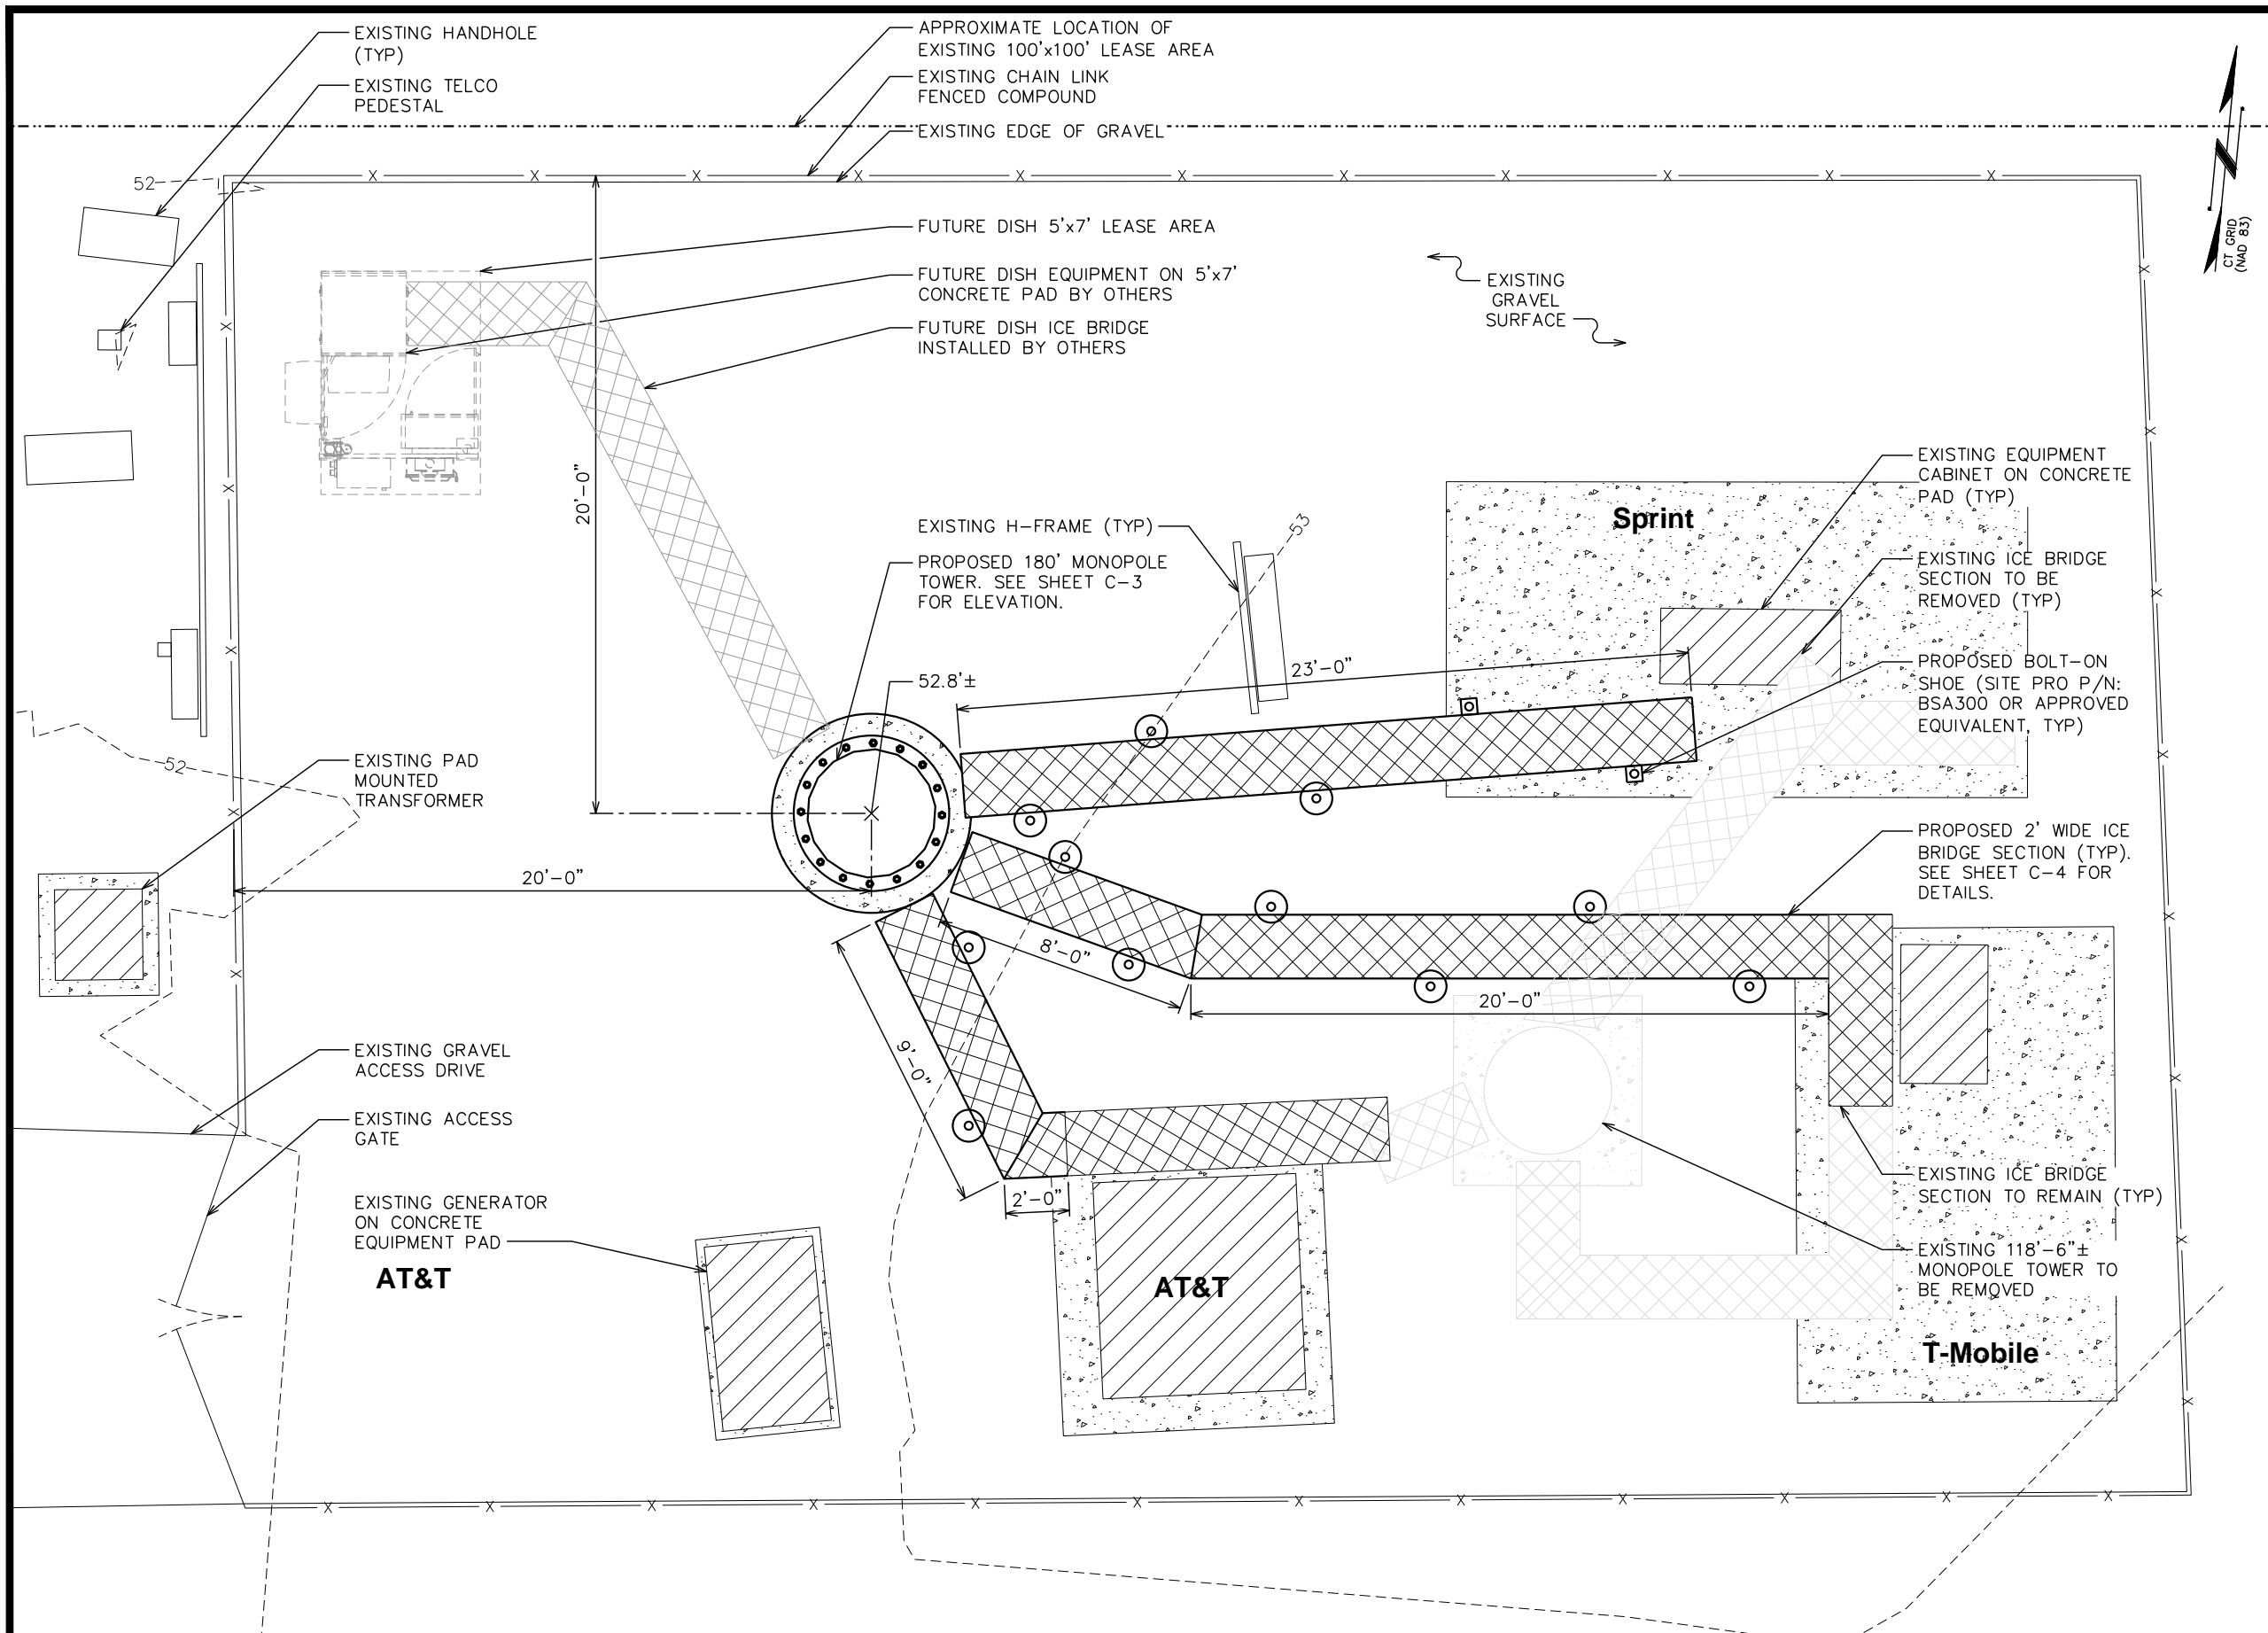 EXISTING HANDHOLE
(TYP)
EXISTING TELCO
PEDESTAL
APPROXIMATE LOCATION OF
EXISTING 100'x100' LEASE AREA
EXISTING CHAIN LINK
FENCED COMPOUND
EXISTING EDGE OF GRAVEL
CT GRID
(NAD 83)
52
FUTURE DISH 5'x7' LEASE AREA
FUTURE DISH EQUIPMENT ON 5'x7'
CONCRETE PAD BY OTHERS
FUTURE DISH ICE BRIDGE
INSTALLED BY OTHERS
EXISTING
GRAVEL
SURFACE
20'-0"
EXISTING H-FRAME (TYP)
53
PROPOSED 180' MONOPOLE
TOWER. SEE SHEET C-3
FOR ELEVATION.
Sprint
EXISTING EQUIPMENT
CABINET ON CONCRETE
PAD (TYP)
EXISTING ICE BRIDGE
SECTION TO BE
REMOVED (TYP)
23'-0"
52.8'±
PROPOSED BOLT-ON
SHOE (SITE PRO P/N:
BSA300 OR APPROVED
EQUIVALENT, TYP)
52
EXISTING PAD
MOUNTED
TRANSFORMER
20'-0"
PROPOSED 2' WIDE ICE
BRIDGE SECTION (TYP).
SEE SHEET C-4 FOR
DETAILS.
8'-0"
20'-0"
9'-0"
EXISTING GRAVEL
ACCESS DRIVE
EXISTING ACCESS
GATE
2'-0"
EXISTING ICE BRIDGE
SECTION TO REMAIN (TYP)
EXISTING GENERATOR
ON CONCRETE
EQUIPMENT PAD
AT&T
AT&T
EXISTING 118'-6"±
MONOPOLE TOWER TO
BE REMOVED
T-Mobile